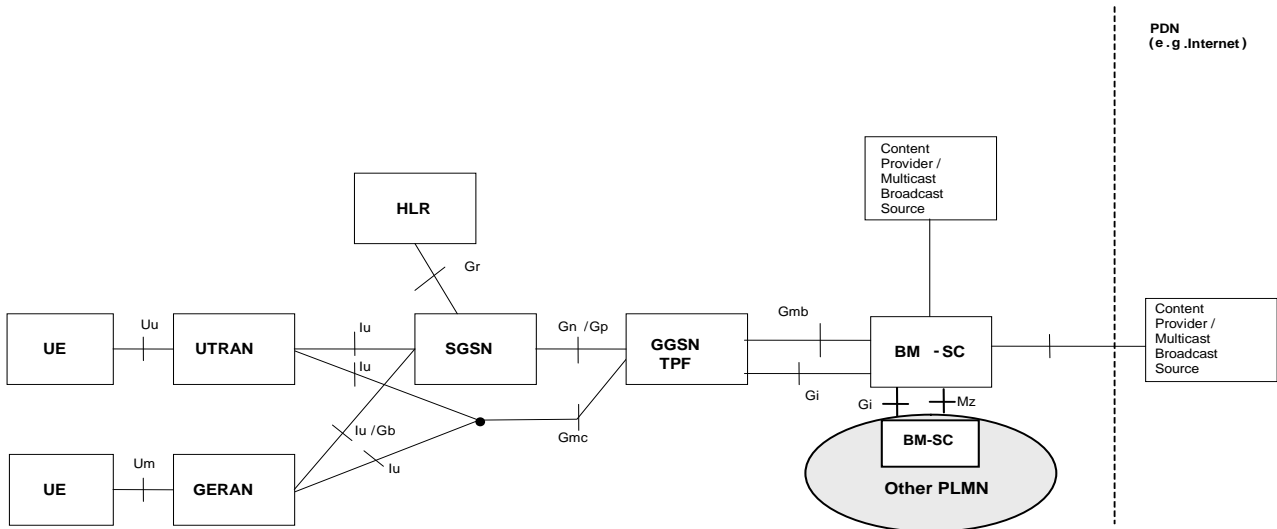 PDN
(e.g.Internet)
Content
Provider /
Multicast
Broadcast
Source
HLR
Gr
Gmb
Uu
Iu
Gn /Gp
Content
Provider /
Multicast
Broadcast
Source
UE
UTRAN
SGSN
GGSN
TPF
BM -SC
Iu
Gi
Gi
Mz
Iu /Gb
Gmc
BM-SC
Um
Iu
UE
GERAN
Other PLMN